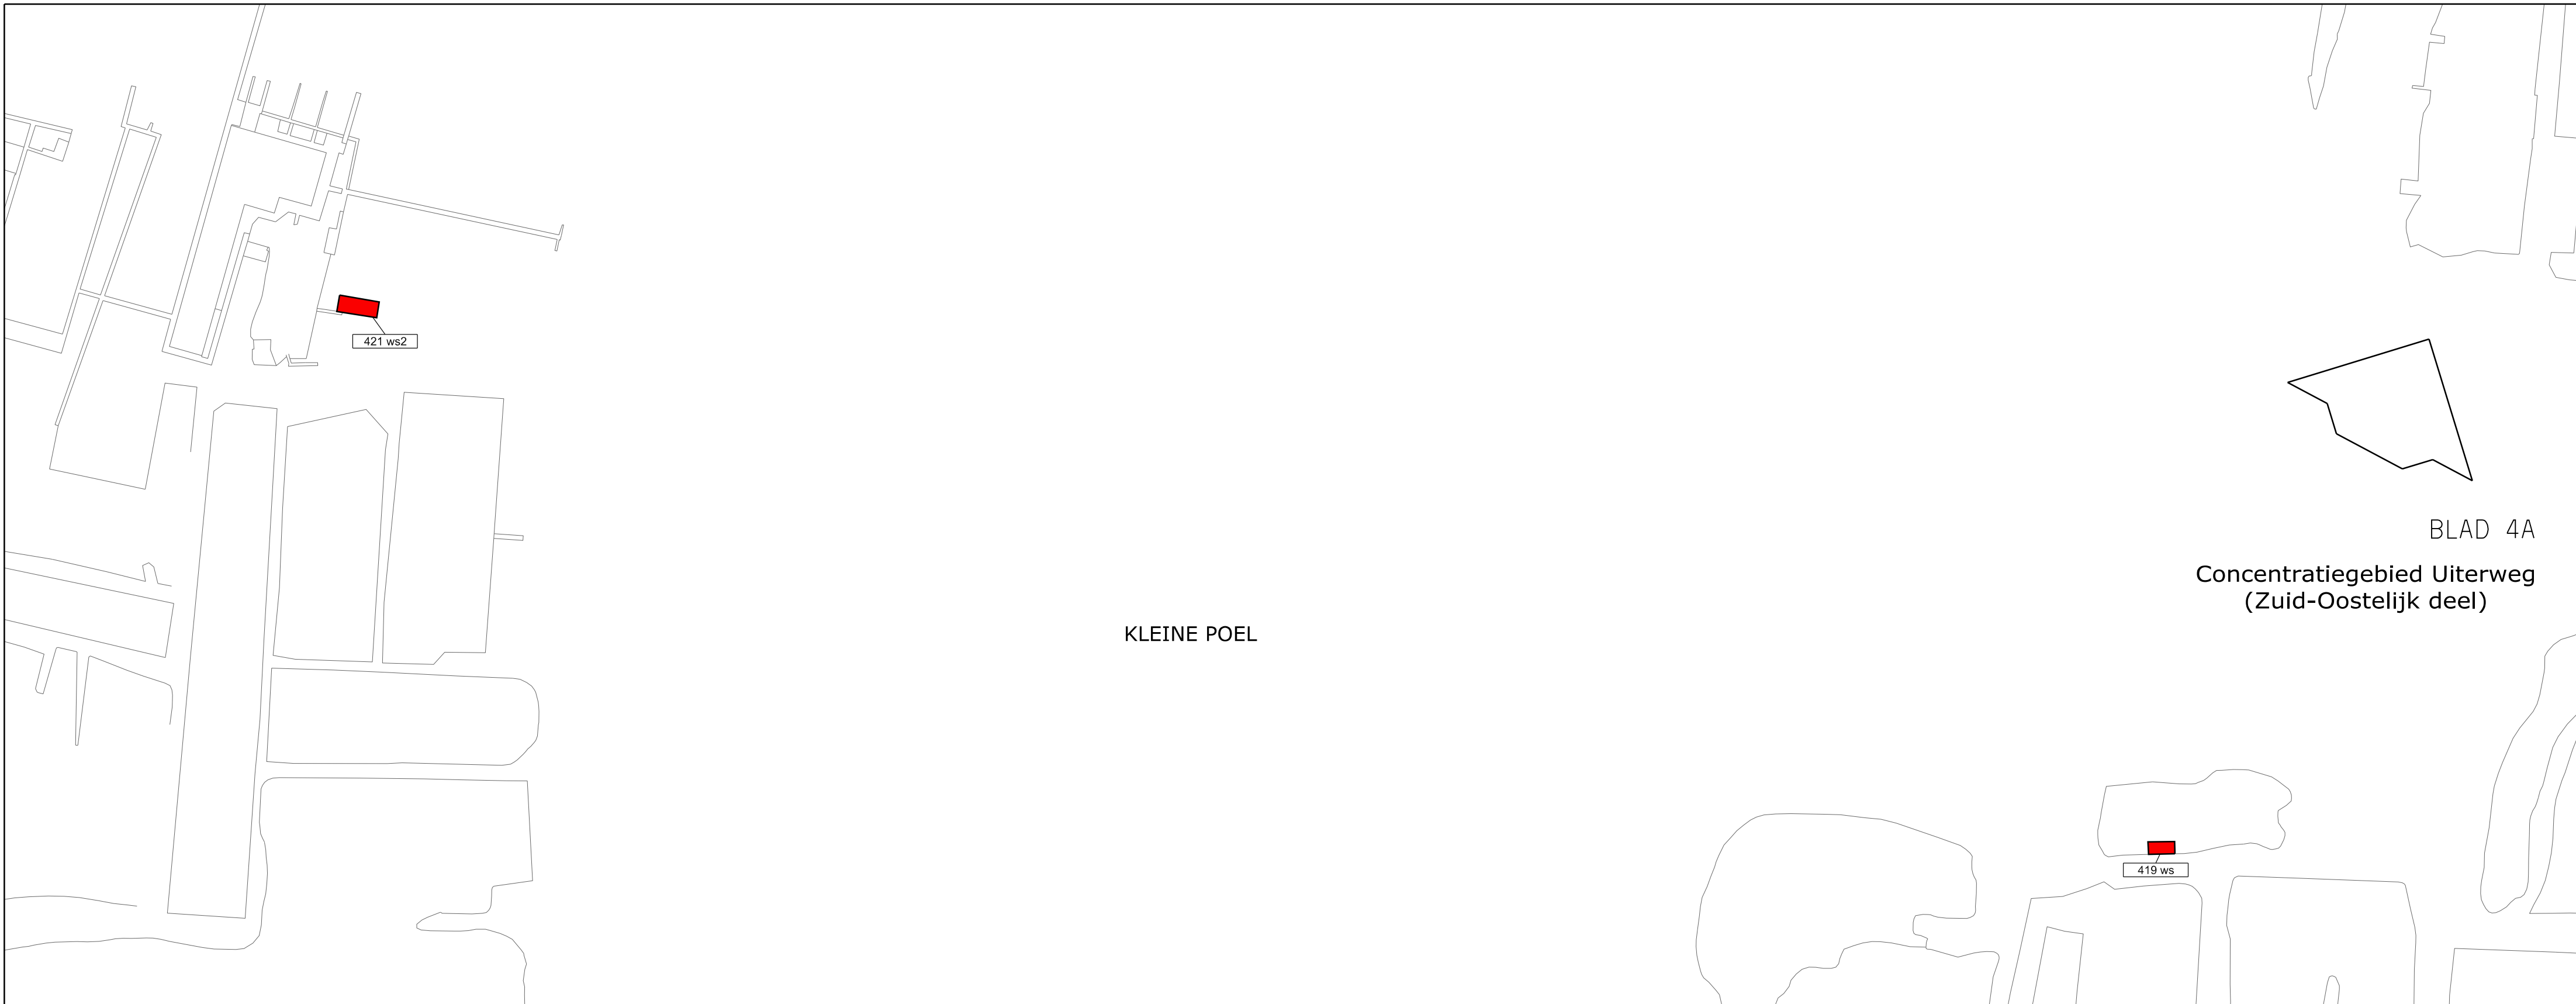 421 ws2
BLAD 4A
Concentratiegebied Uiterweg
(Zuid-Oostelijk deel)
KLEINE POEL
419 ws